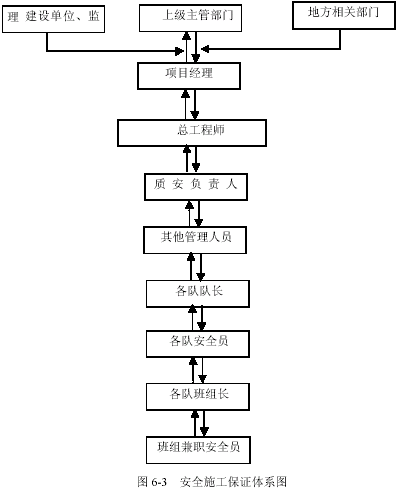 理 建设单位、监
上级主管部门
地方相关部门
项目经理
总工程师
质 安 负 责 人
其他管理人员
各队队长
各队安全员
各队班组长
班组兼职安全员
图 6-3 安全施工保证体系图